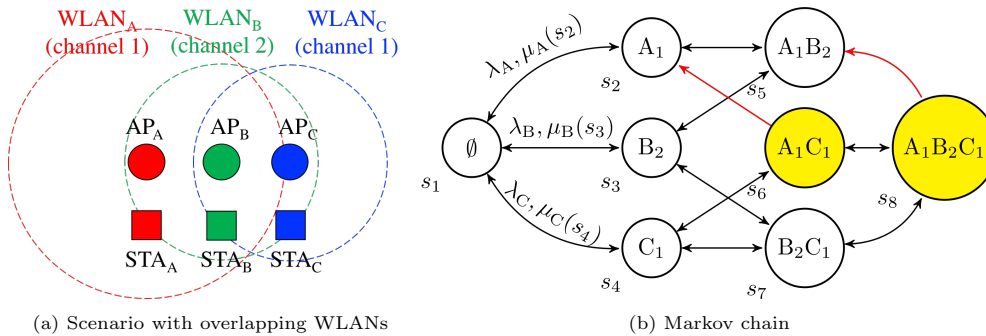 WLAN_A WLAN_B WLAN_C
(channel 1) (channel 2) (channel 1)
AP_A AP_B AP_C
STA_A STA_B STA_C
(a) Scenario with overlapping WLANs
λ_A, μ_A(s_2)
λ_B, μ_B(s_3)
λ_C, μ_C(s_4)
∅
s_1
A_1
s_2
B_2
s_3
C_1
s_4
A_1B_2
s_5
A_1C_1
s_6
B_2C_1
s_7
A_1B_2C_1
s_8
(b) Markov chain